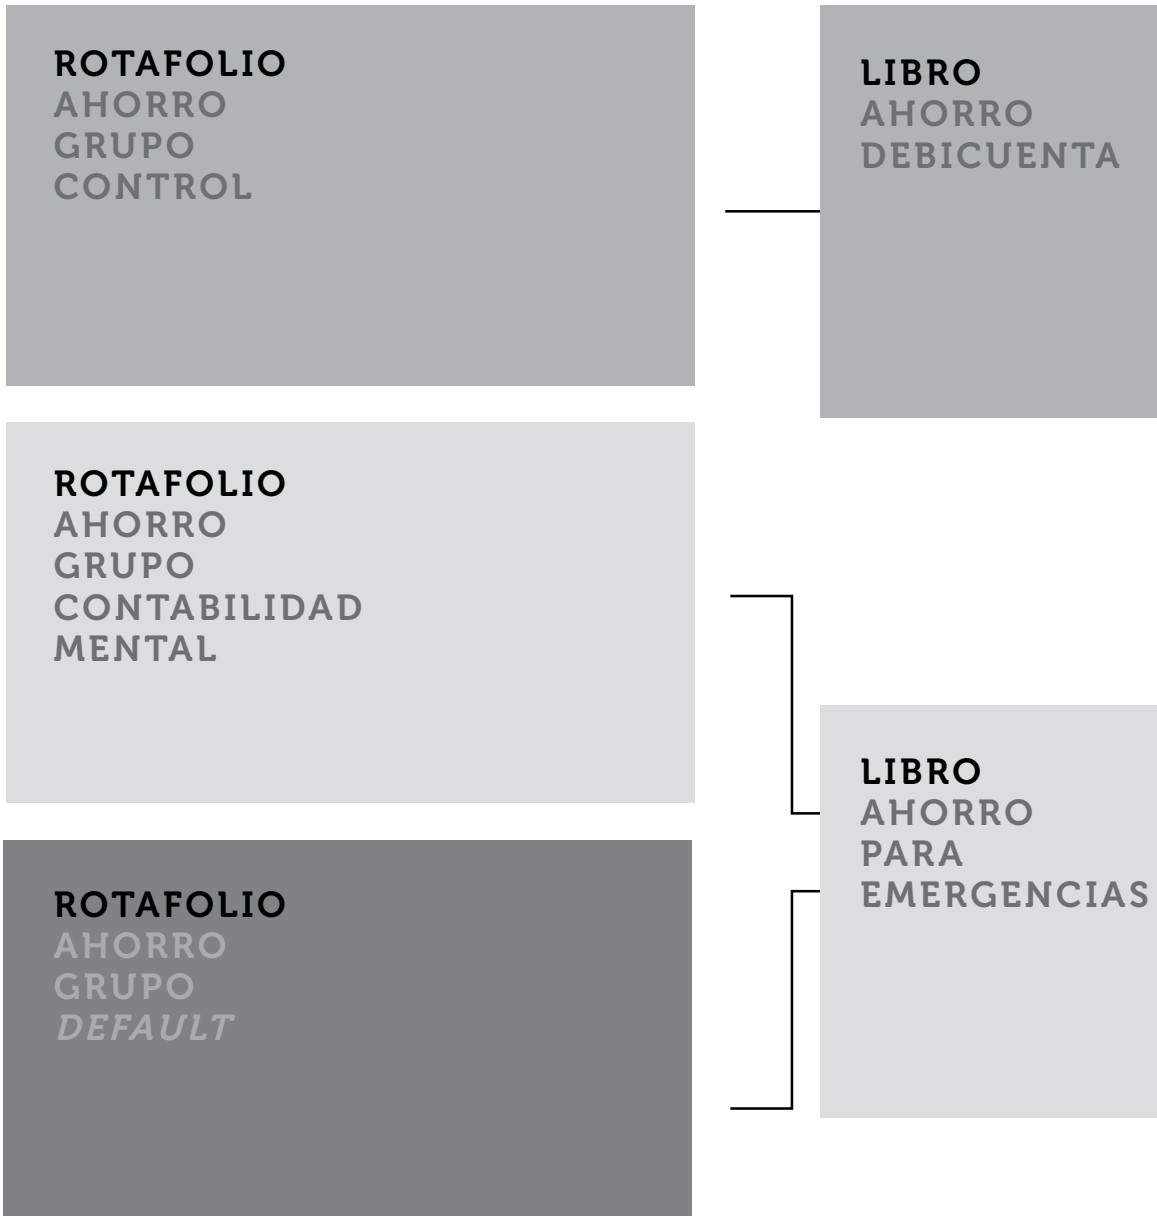 ROTAFOLIO
AHORRO
GRUPO
CONTROL
LIBRO
AHORRO
DEBICUENTA
ROTAFOLIO
AHORRO
GRUPO
CONTABILIDAD
MENTAL
LIBRO
AHORRO
PARA
EMERGENCIAS
ROTAFOLIO
AHORRO
GRUPO
DEFAULT